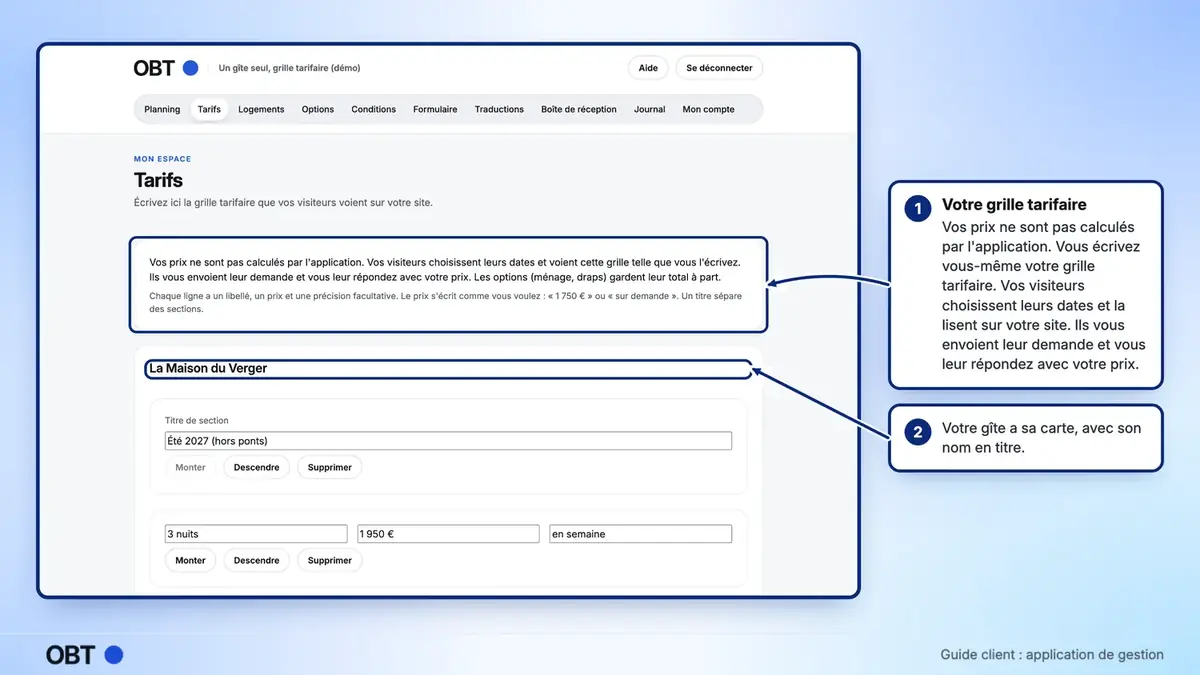 OBT
Un gîte seul, grille tarifaire (démo)
Aide
Se déconnecter
Planning
Tarifs
Logements
Options
Conditions
Formulaire
Traductions
Boîte de réception
Journal
Mon compte
MON ESPACE
Tarifs
Écrivez ici la grille tarifaire que vos visiteurs voient sur votre site.
Vos prix ne sont pas calculés par l'application. Vos visiteurs choisissent leurs dates et voient cette grille telle que vous l'écrivez.
Ils vous envoient leur demande et vous leur répondez avec votre prix. Les options (ménage, draps) gardent leur total à part.
Chaque ligne a un libellé, un prix et une précision facultative. Le prix s'écrit comme vous voulez : « 1 750 € » ou « sur demande ». Un titre sépare
des sections.
La Maison du Verger
Titre de section
Été 2027 (hors ponts)
Monter
Descendre
Supprimer
3 nuits
1 950 €
en semaine
Monter
Descendre
Supprimer
1
Votre grille tarifaire
Vos prix ne sont pas calculés
par l'application. Vous écrivez
vous-même votre grille
tarifaire. Vos visiteurs
choisissent leurs dates et la
lisent sur votre site. Ils vous
envoient leur demande et vous
leur répondez avec votre prix.
2
Votre gîte a sa carte, avec son
nom en titre.
OBT
Guide client : application de gestion